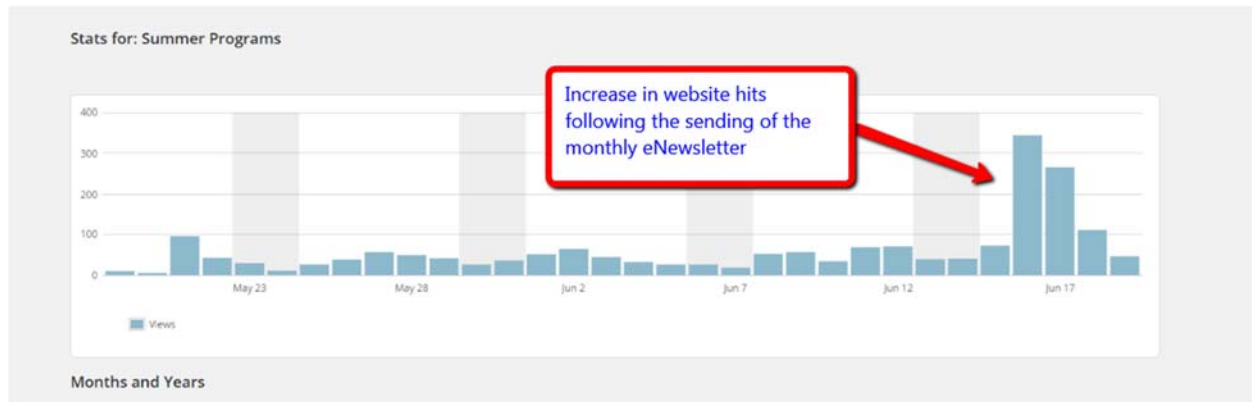 Stats for: Summer Programs
Increase in website hits
following the sending of the
monthly eNewsletter
400
300
200
100
0
May 23
May 28
Jun 2
Jun 7
Jun 12
Jun 17
Views
Months and Years